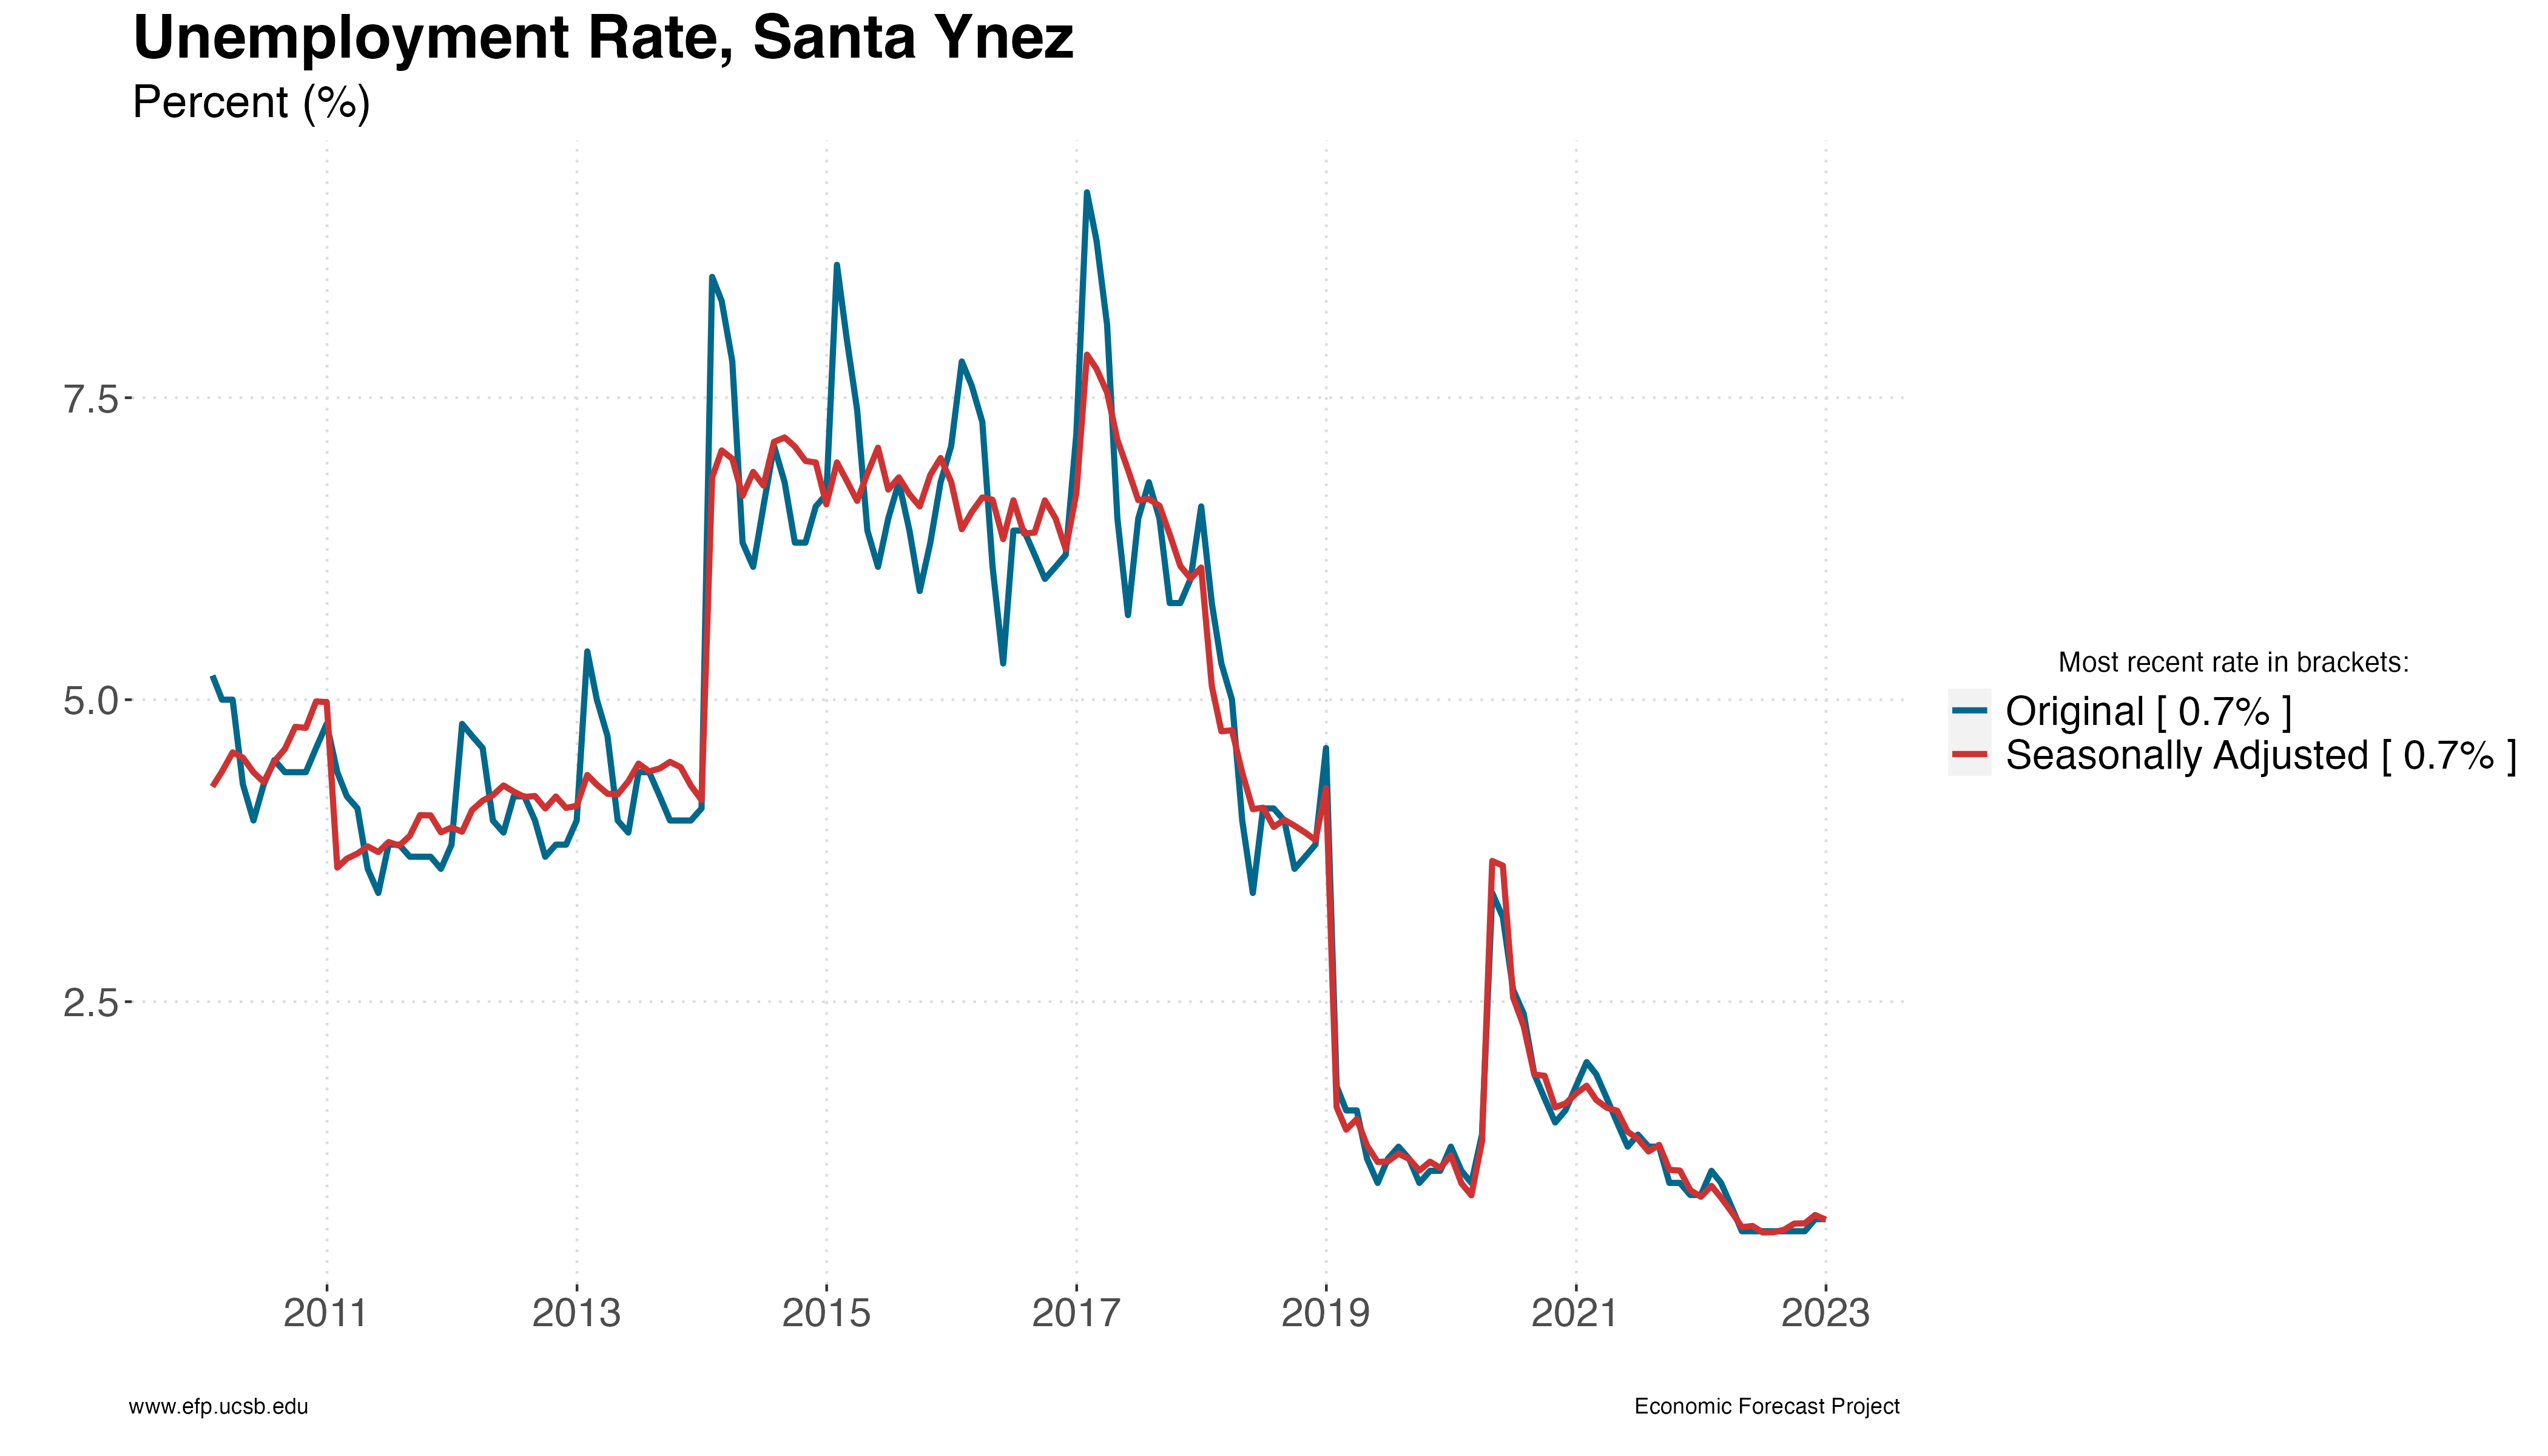 Unemployment Rate, Santa Ynez
Percent (%)
7.5
5.0
2.5
2011 2013 2015 2017 2019 2021 2023
Most recent rate in brackets:
Original [ 0.7% ]
Seasonally Adjusted [ 0.7% ]
www.efp.ucsb.edu
Economic Forecast Project